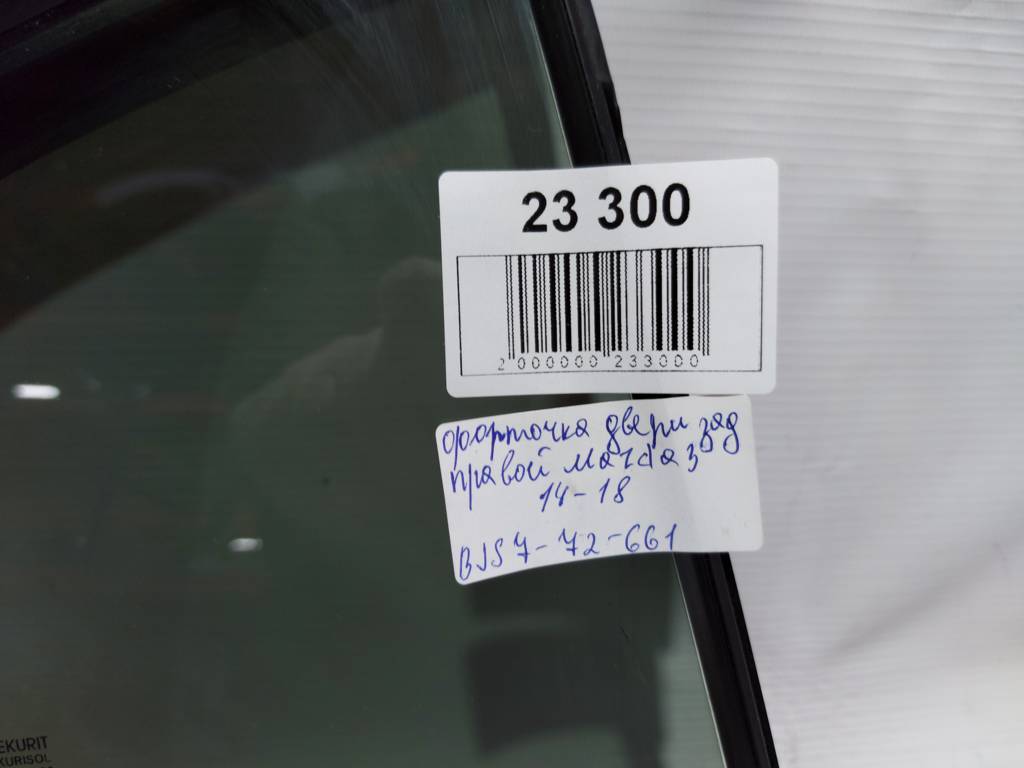 23 300
2 000000 233000
форточка двери зад
правой Mazda 3
14-18
BJS7-72-661
EKURIT
KURISOL